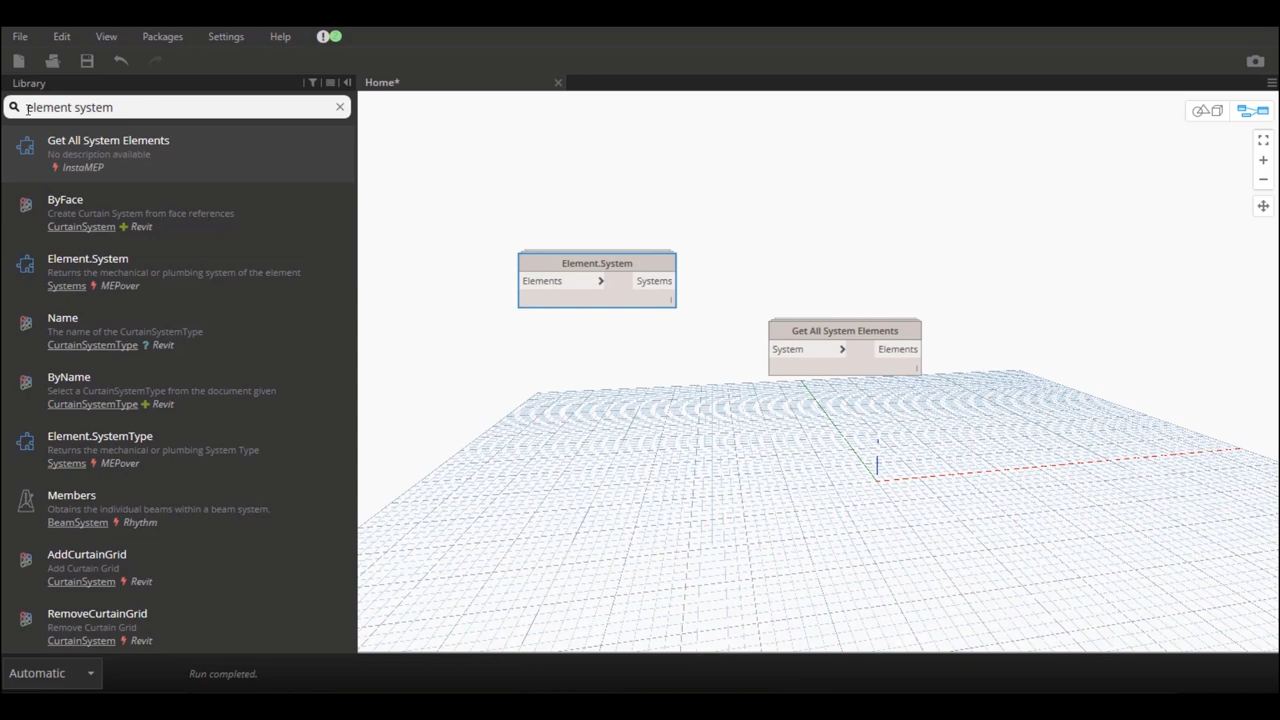 File Edit View Packages Settings Help !
Library
Home*
element system
Get All System Elements
No description available
InstaMEP
ByFace
Create Curtain System from face references
CurtainSystem Revit
Element.System
Returns the mechanical or plumbing system of the element
Systems MEPover
Name
The name of the CurtainSystemType
CurtainSystemType ? Revit
ByName
Select a CurtainSystemType from the document given
CurtainSystemType Revit
Element.SystemType
Returns the mechanical or plumbing System Type
Systems MEPover
Members
Obtains the individual beams within a beam system.
BeamSystem Rhythm
AddCurtainGrid
Add Curtain Grid
CurtainSystem Revit
RemoveCurtainGrid
Remove Curtain Grid
CurtainSystem Revit
Element.System
Elements > Systems
l
Get All System Elements
System > Elements
l
Automatic
Run completed.